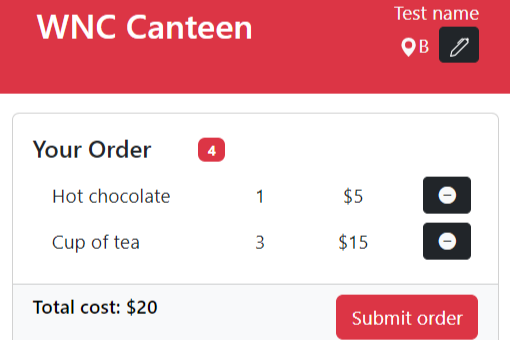 WNC Canteen
Test name
B
Your Order 4
Hot chocolate 1 $5
Cup of tea 3 $15
Total cost: $20
Submit order